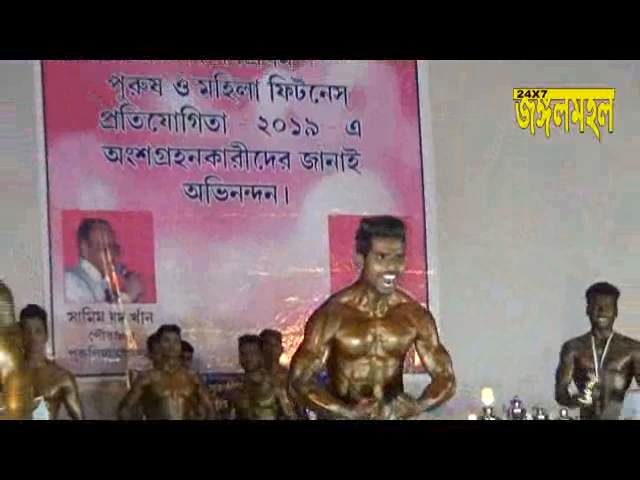 পুরুষ ও মহিলা ফিটনেস্
প্রতিযোগিতা - ২০১৯ - এ
অংশগ্রহনকারীদের জানাই
অভিনন্দন।
24X7
জঙ্গলমহল
সামিম দাদ খাঁন